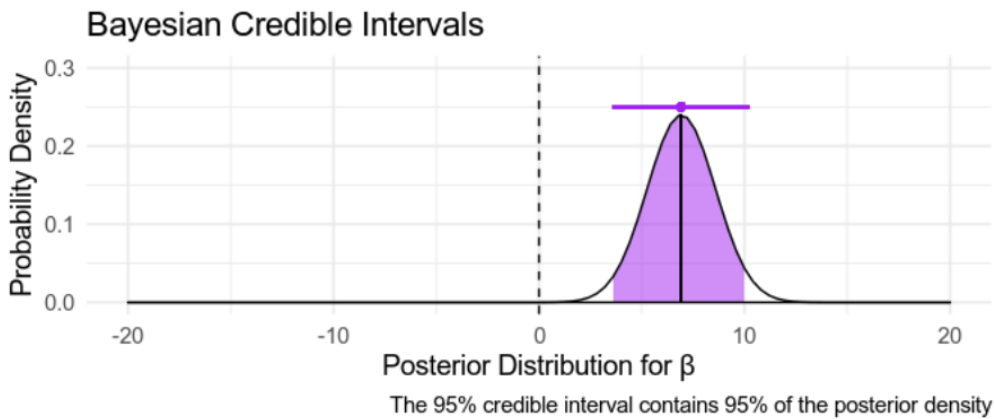 Bayesian Credible Intervals
Probability Density
0.3
0.2
0.1
0.0
-20 -10 0 10 20
Posterior Distribution for β
The 95% credible interval contains 95% of the posterior density